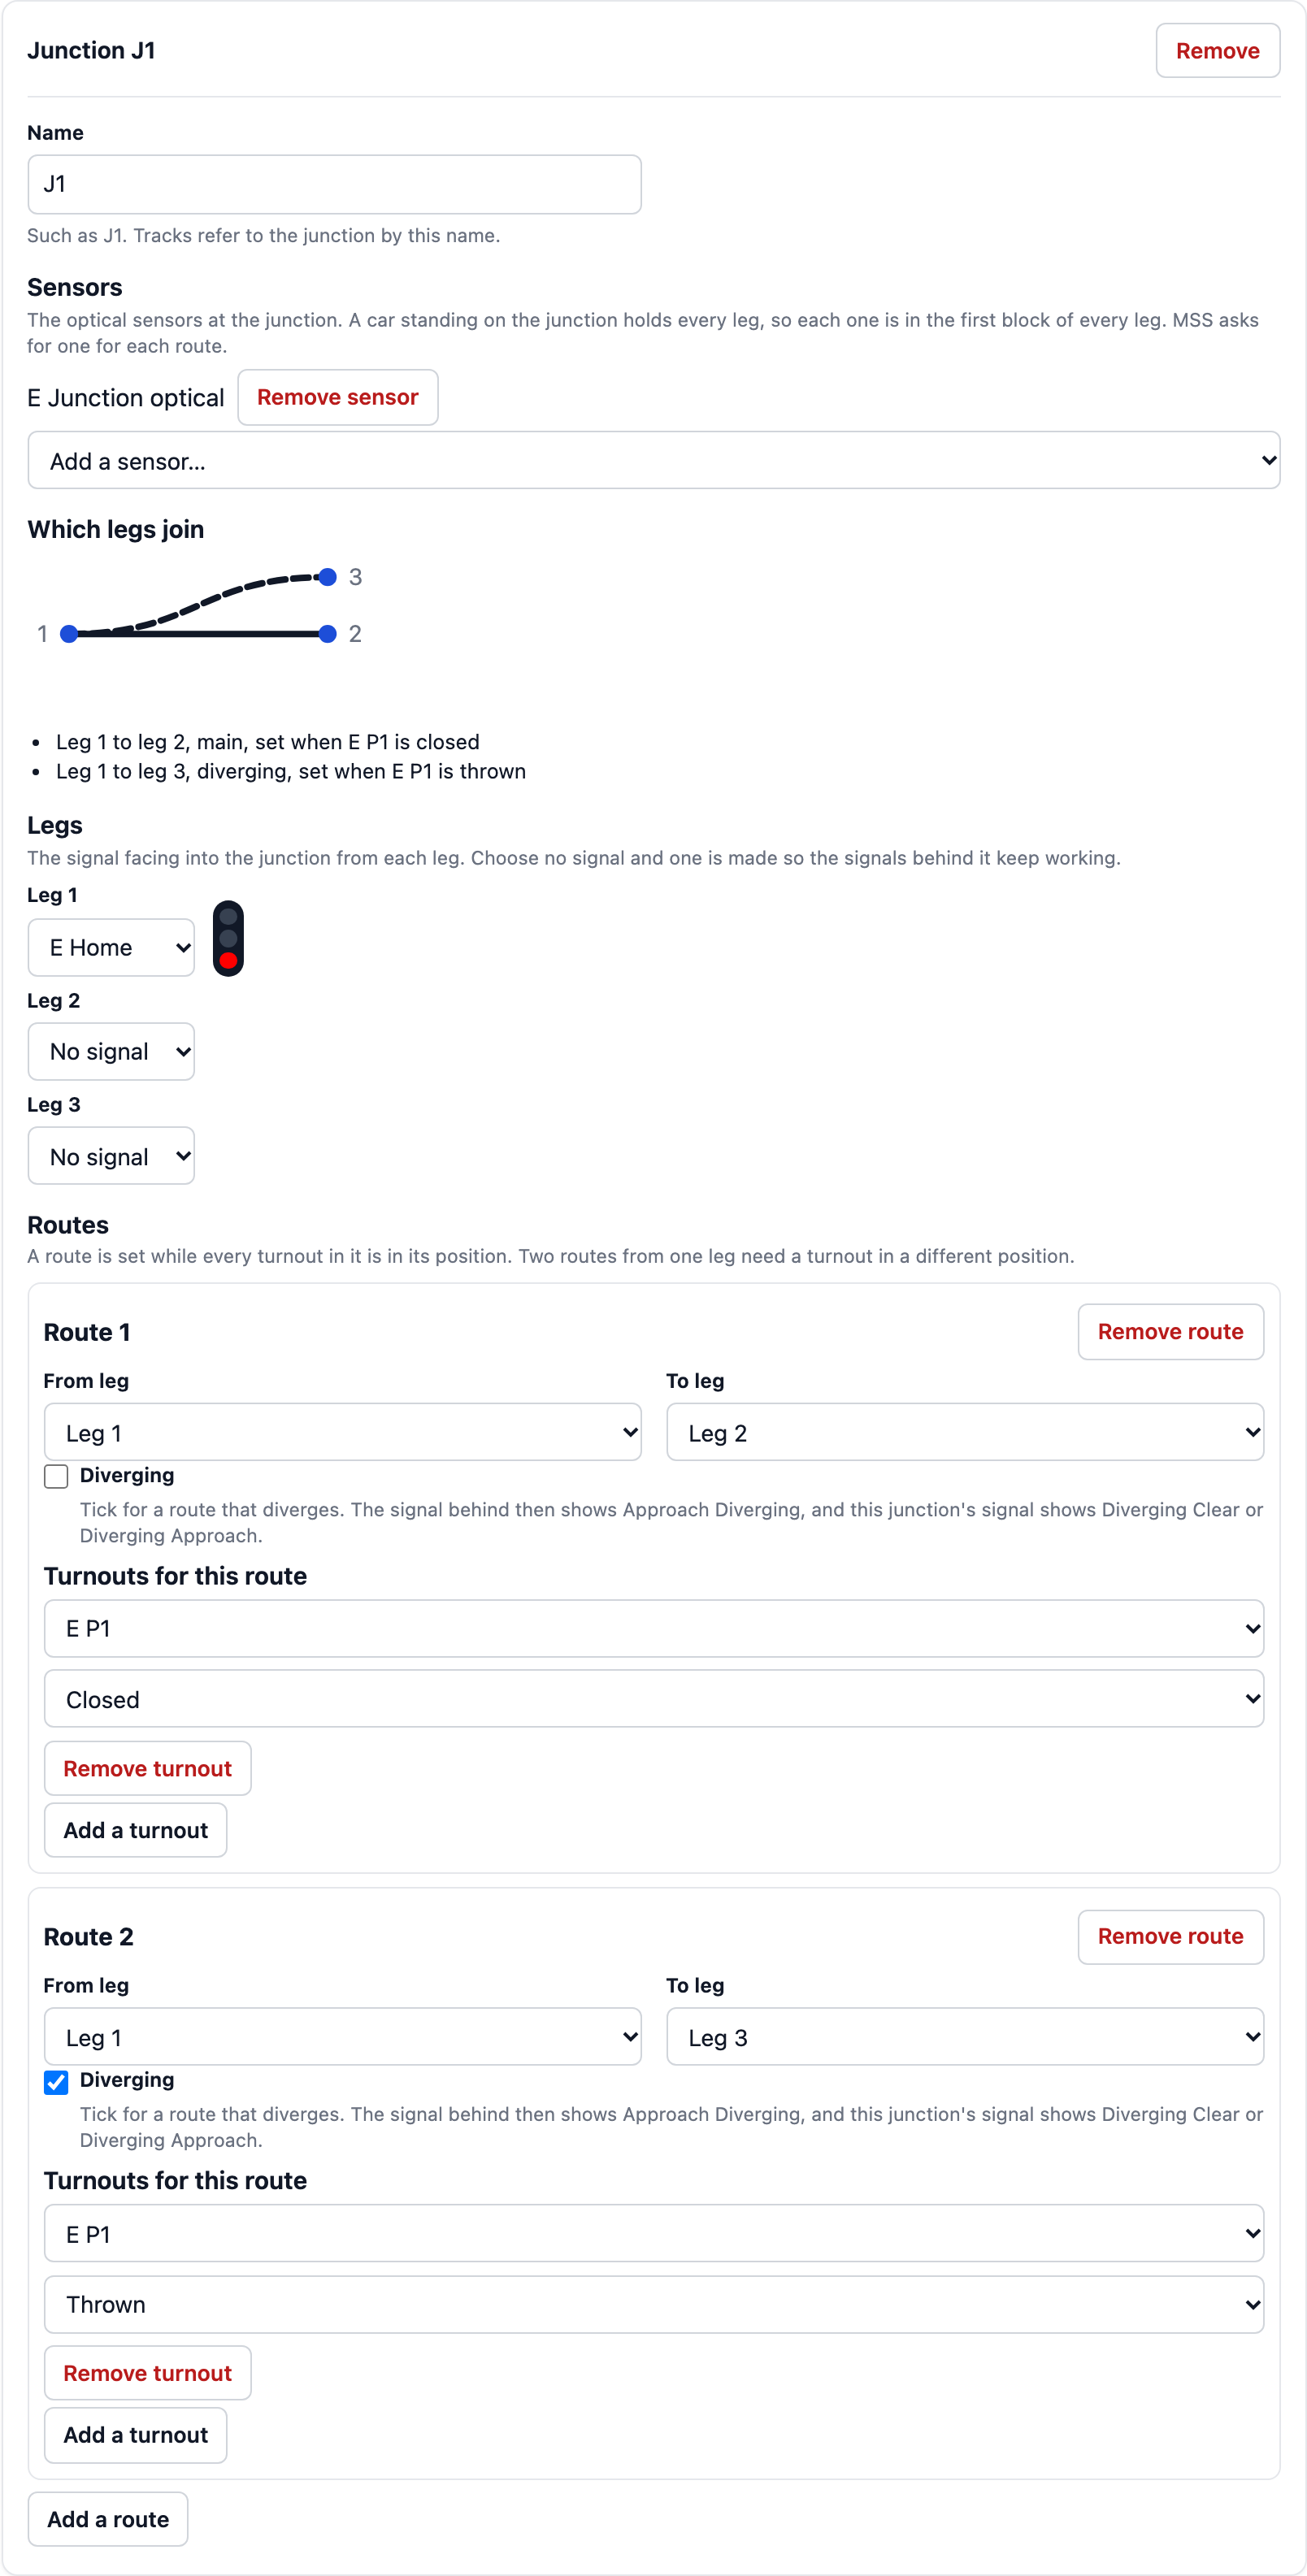 Junction J1
Remove
Name
J1
Such as J1. Tracks refer to the junction by this name.
Sensors
The optical sensors at the junction. A car standing on the junction holds every leg, so each one is in the first block of every leg. MSS asks
for one for each route.
E Junction optical
Remove sensor
Add a sensor...
Which legs join
3
1
2
Leg 1 to leg 2, main, set when E P1 is closed
Leg 1 to leg 3, diverging, set when E P1 is thrown
Legs
The signal facing into the junction from each leg. Choose no signal and one is made so the signals behind it keep working.
Leg 1
E Home
Leg 2
No signal
Leg 3
No signal
Routes
A route is set while every turnout in it is in its position. Two routes from one leg need a turnout in a different position.
Route 1
Remove route
From leg
To leg
Leg 1
Leg 2
Diverging
Tick for a route that diverges. The signal behind then shows Approach Diverging, and this junction's signal shows Diverging Clear or
Diverging Approach.
Turnouts for this route
E P1
Closed
Remove turnout
Add a turnout
Route 2
Remove route
From leg
To leg
Leg 1
Leg 3
Diverging
Tick for a route that diverges. The signal behind then shows Approach Diverging, and this junction's signal shows Diverging Clear or
Diverging Approach.
Turnouts for this route
E P1
Thrown
Remove turnout
Add a turnout
Add a route